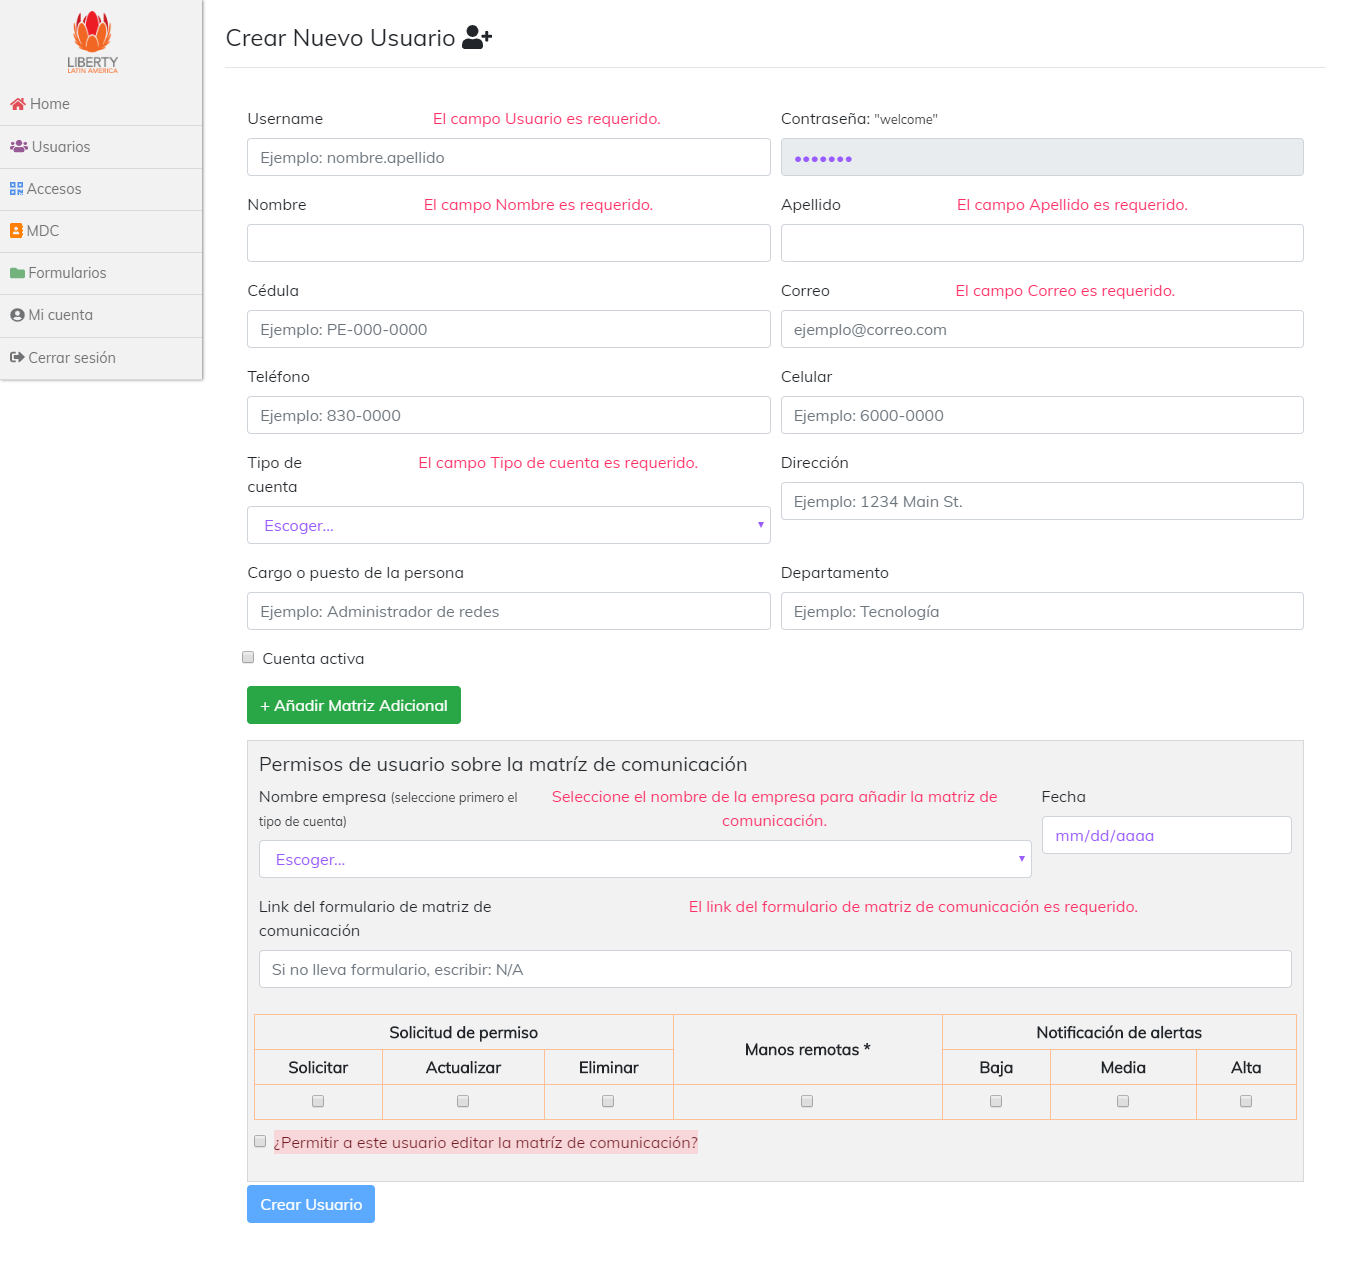 LIBERTY
LATIN AMERICA
Home
Usuarios
Accesos
MDC
Formularios
Mi cuenta
Cerrar sesión
Crear Nuevo Usuario
Username El campo Usuario es requerido.
Ejemplo: nombre.apellido
Contraseña: "welcome"
•••••••
Nombre El campo Nombre es requerido.
Apellido El campo Apellido es requerido.
Cédula
Ejemplo: PE-000-0000
Correo El campo Correo es requerido.
ejemplo@correo.com
Teléfono
Ejemplo: 830-0000
Celular
Ejemplo: 6000-0000
Tipo de cuenta El campo Tipo de cuenta es requerido.
Escoger...
Dirección
Ejemplo: 1234 Main St.
Cargo o puesto de la persona
Ejemplo: Administrador de redes
Departamento
Ejemplo: Tecnología
Cuenta activa
+ Añadir Matriz Adicional
Permisos de usuario sobre la matríz de comunicación
Nombre empresa (seleccione primero el
tipo de cuenta)
Seleccione el nombre de la empresa para añadir la matriz de
comunicación.
Escoger...
Fecha
mm/dd/aaaa
Link del formulario de matriz de
comunicación
El link del formulario de matriz de comunicación es requerido.
Si no lleva formulario, escribir: N/A
Solicitud de permiso Manos remotas * Notificación de alertas
Solicitar Actualizar Eliminar Baja Media Alta
¿Permitir a este usuario editar la matríz de comunicación?
Crear Usuario